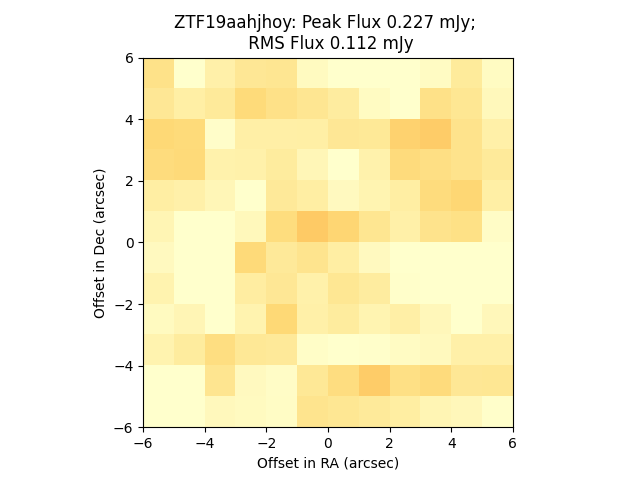 ZTF19aahjhoy: Peak Flux 0.227 mJy;
RMS Flux 0.112 mJy
6
4
2
0
−2
−4
−6
Offset in Dec (arcsec)
−6 −4 −2 0 2 4 6
Offset in RA (arcsec)